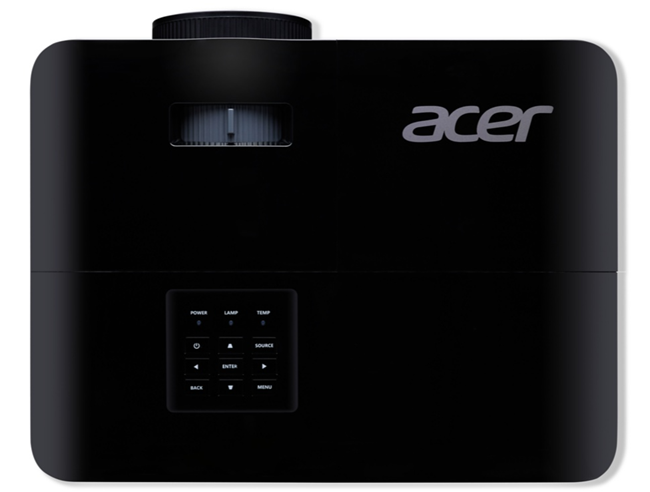 acer
POWER LAMP TEMP
SOURCE
ENTER
BACK MENU